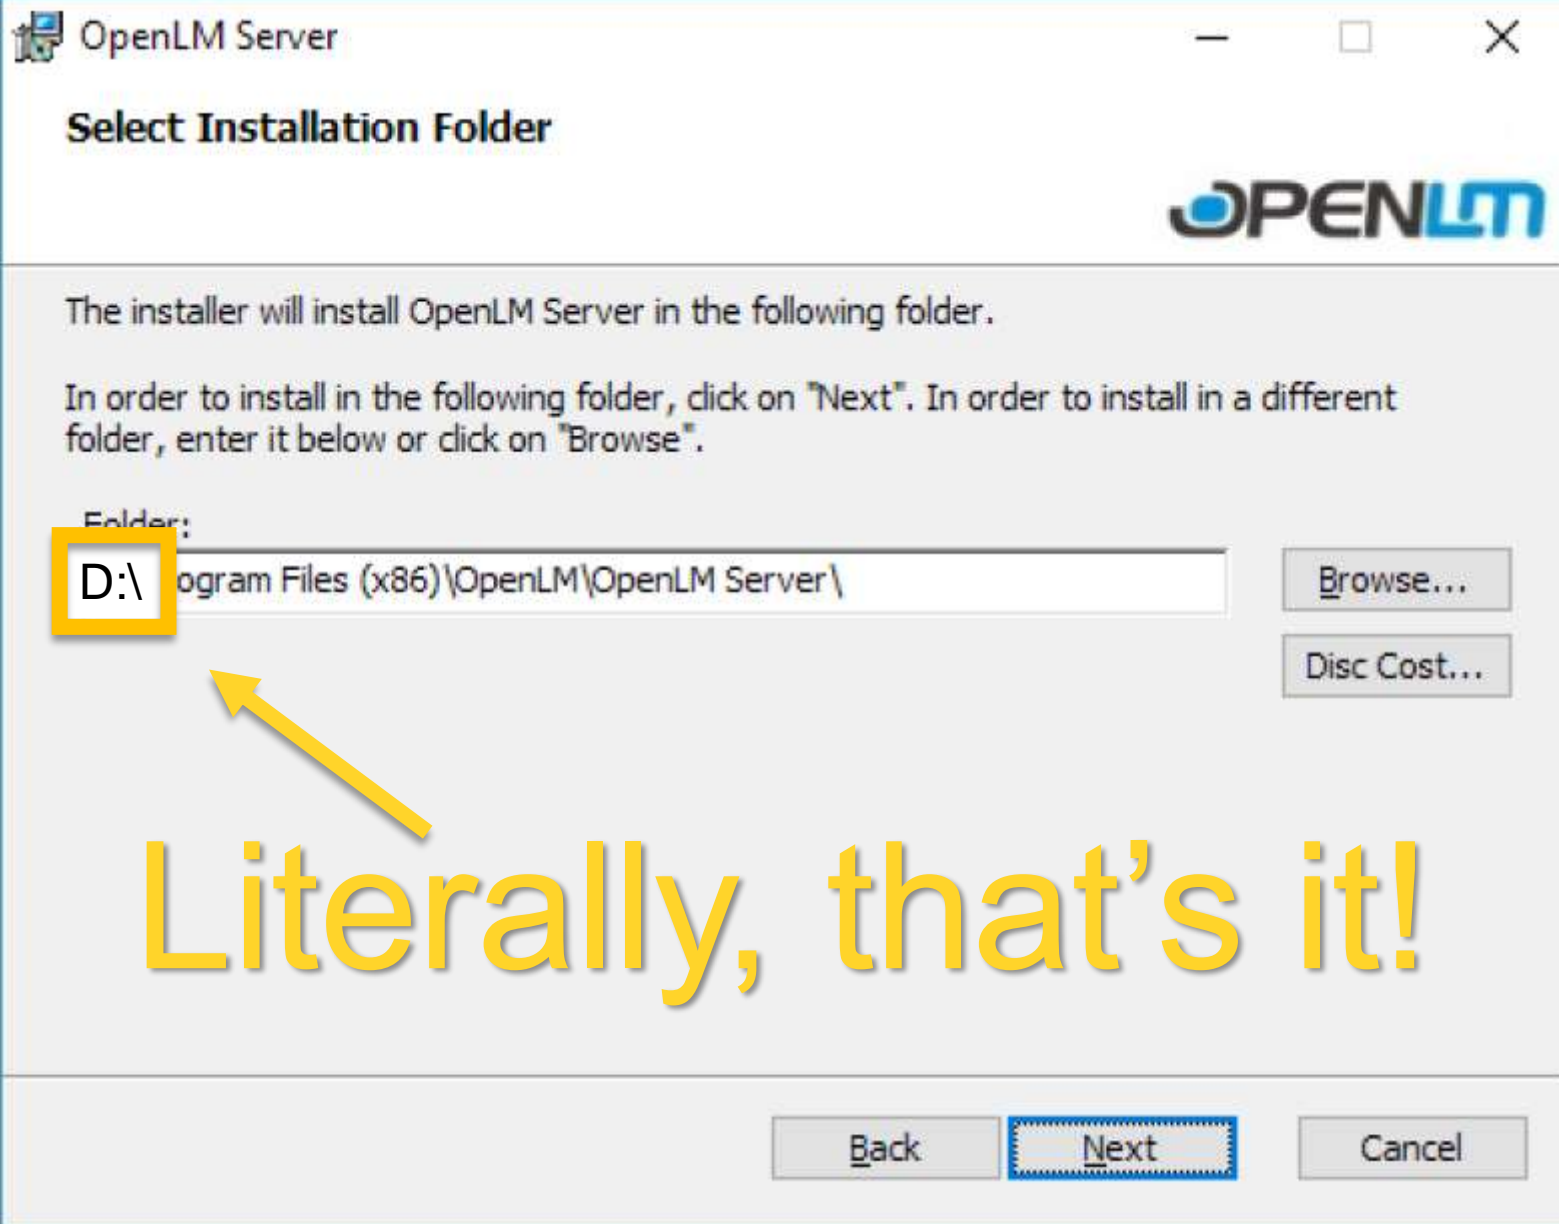 OpenLM Server
Select Installation Folder
OPENLM
The installer will install OpenLM Server in the following folder.
In order to install in the following folder, click on "Next". In order to install in a different
folder, enter it below or click on "Browse".
Folder:
D:\ ogram Files (x86)\OpenLM\OpenLM Server\
Browse...
Disc Cost...
Literally, that’s it!
Back
Next
Cancel